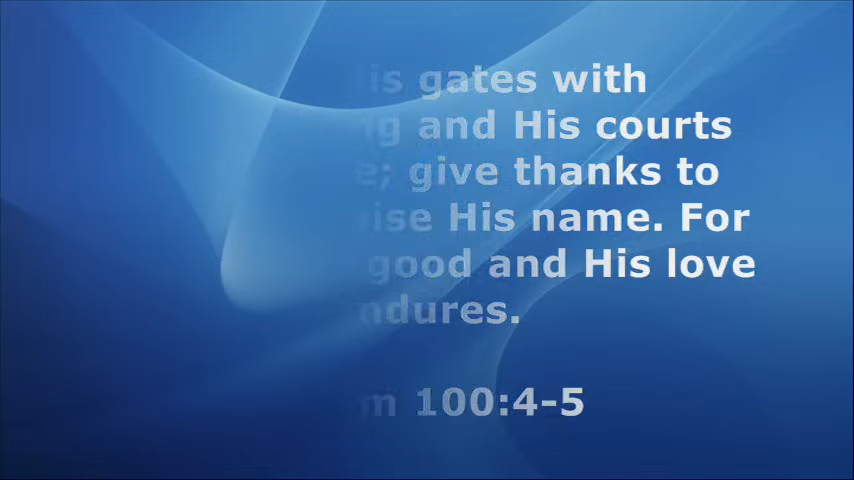 is gates with
g and His courts
e; give thanks to
ise His name. For
good and His love
ndures.
m 100:4-5